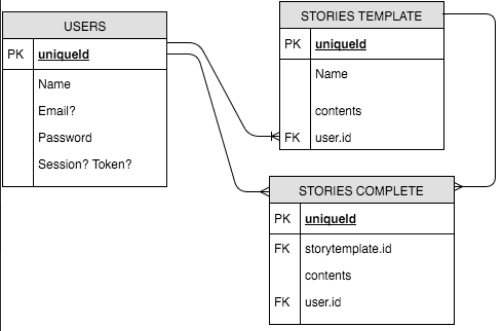 USERS
PK uniqueId
Name
Email?
Password
Session? Token?
STORIES TEMPLATE
PK uniqueId
Name
contents
FK user.id
STORIES COMPLETE
PK uniqueId
FK storytemplate.id
contents
FK user.id